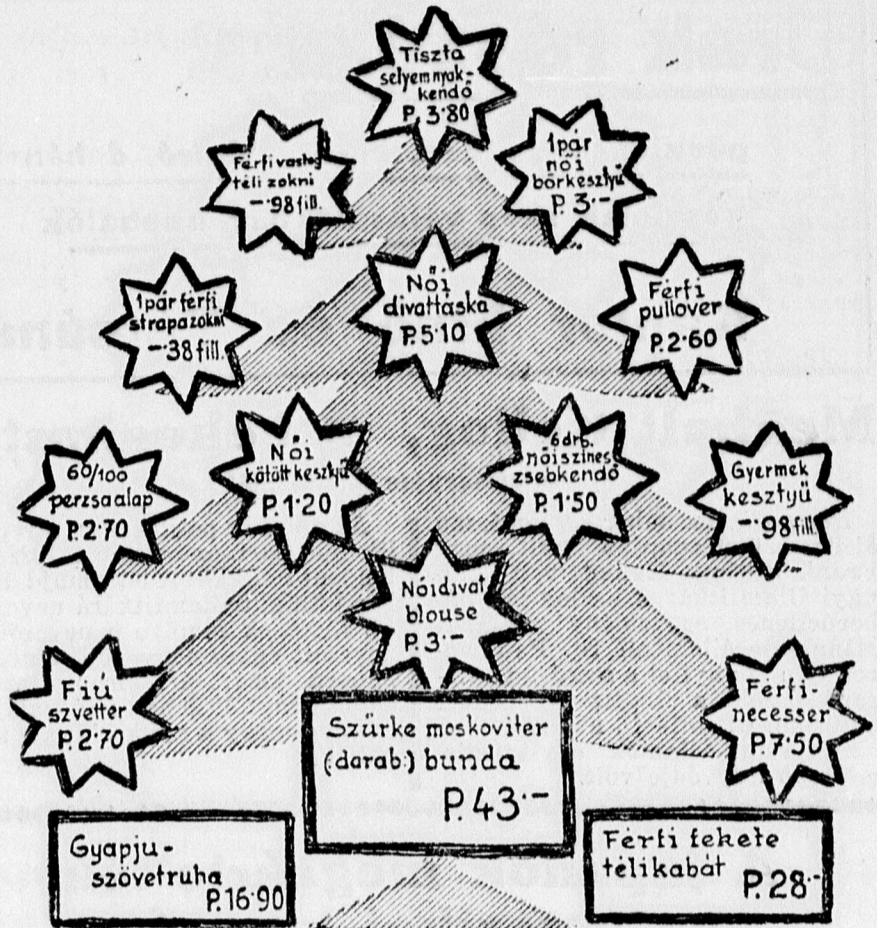 Tiszta
selyemnyak-
kendő
P. 3·80
Férfi vastag
téli zokni
—·98 fill.
1 pár
női
bőrkesztyű
P. 3·-
1 pár férfi
strapazokni
—·38 fill.
Női
divattáska
P. 5·10
Férfi
pullover
P. 2·60
60/100
perzsaalap
P. 2·70
Női
kötött kesztyű
P. 1·20
6 drb.
női színes
zsebkendő
P. 1·50
Gyermek
kesztyű
—·98 fill.
Női divat
blouse
P. 3·-
Fiú
szvetter
P. 2·70
Férfi-
necesser
P. 7·50
Szürke moskoviter
(darab:) bunda
P. 43·-
Gyapju-
szövetruha
P. 16·90
Férfi fekete
télikabát
P. 28·-